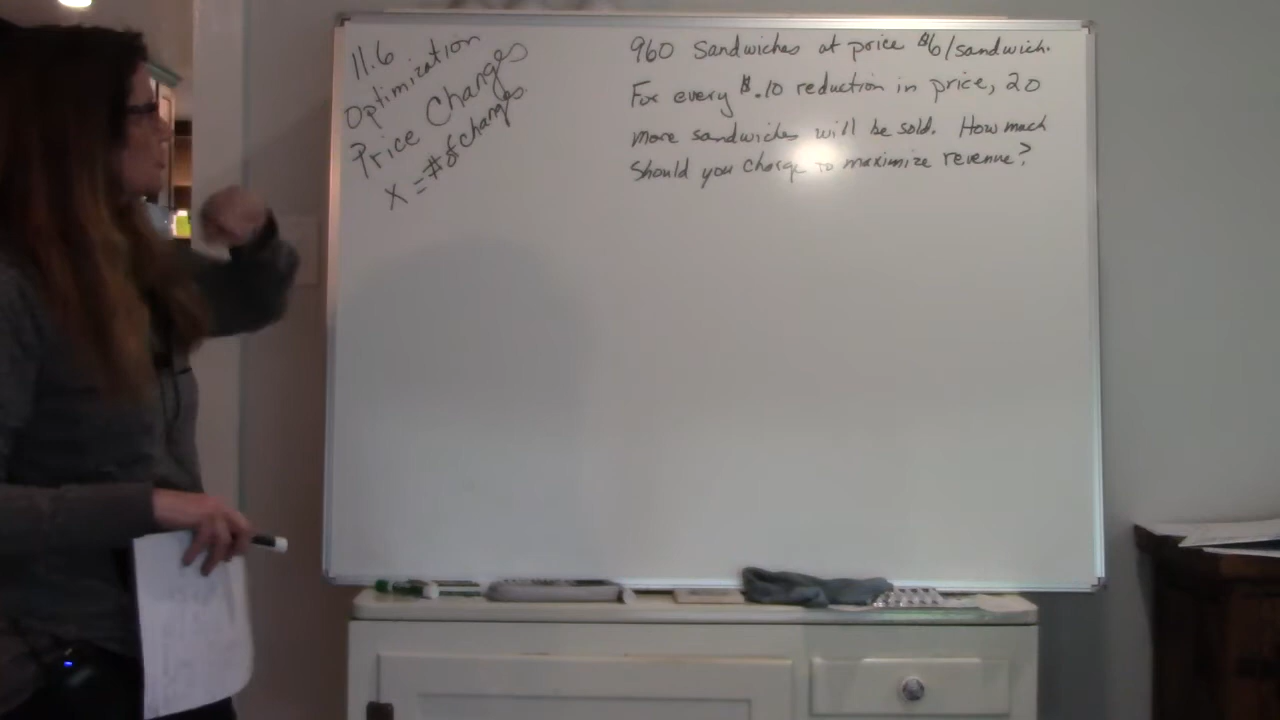 11.6
Optimization
Price Changes
X = # of changes.
960 Sandwiches at price $6/sandwich.
For every $.10 reduction in price, 20
more sandwiches will be sold. How much
should you charge to maximize revenue?